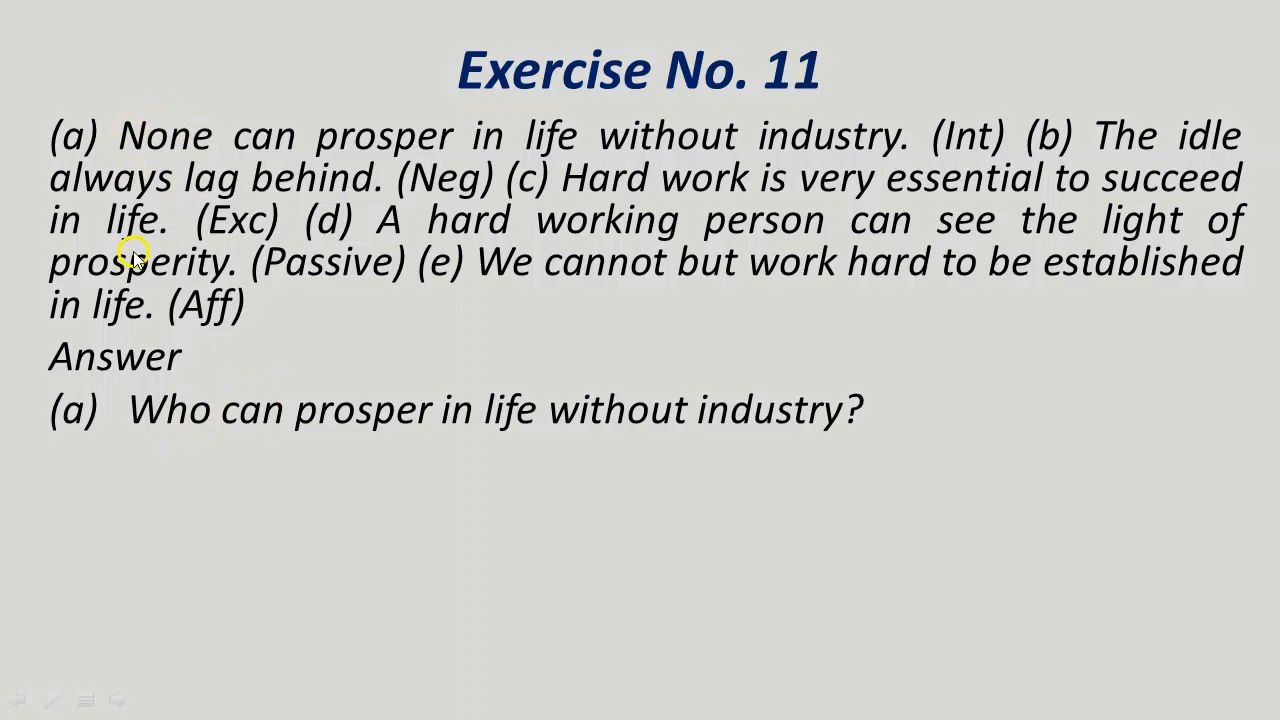 Exercise No. 11
(a) None can prosper in life without industry. (Int) (b) The idle
always lag behind. (Neg) (c) Hard work is very essential to succeed
in life. (Exc) (d) A hard working person can see the light of
prosperity. (Passive) (e) We cannot but work hard to be established
in life. (Aff)
Answer
(a) Who can prosper in life without industry?